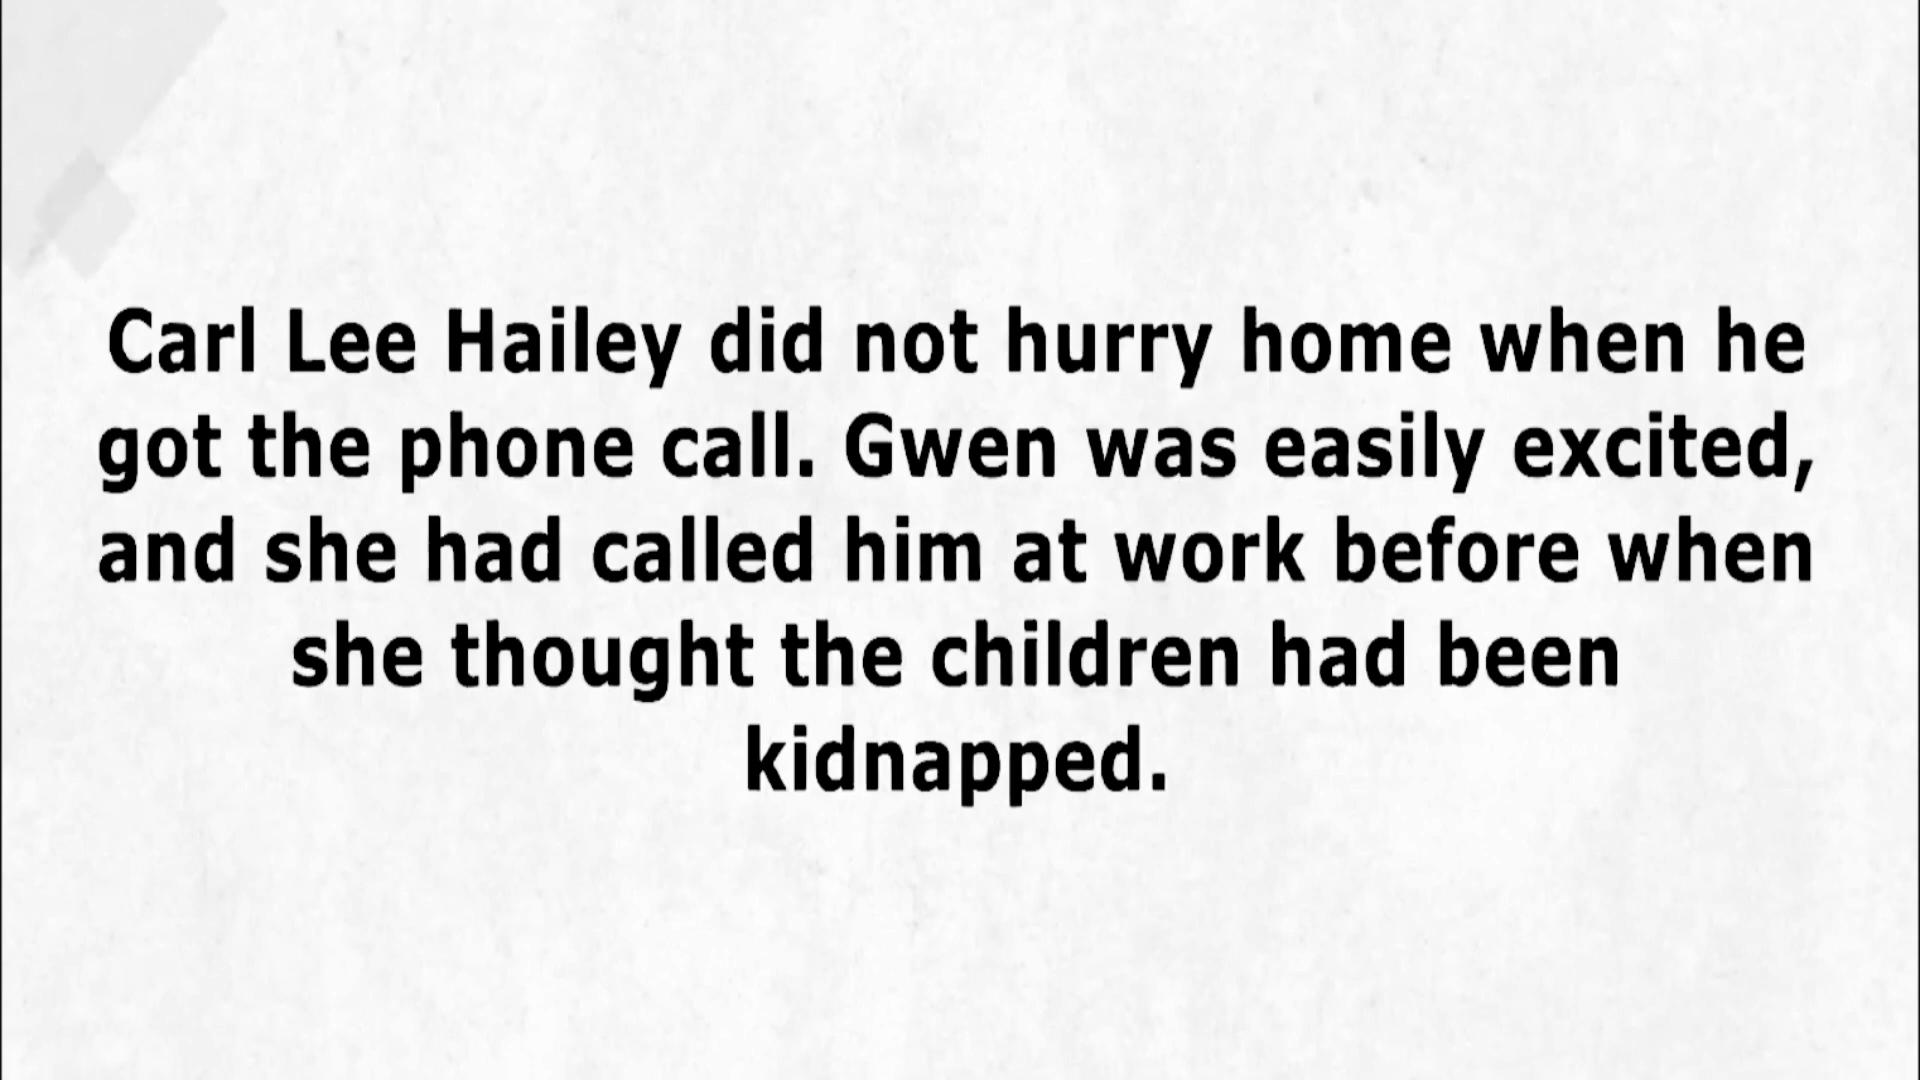 Carl Lee Hailey did not hurry home when he
got the phone call. Gwen was easily excited,
and she had called him at work before when
she thought the children had been
kidnapped.